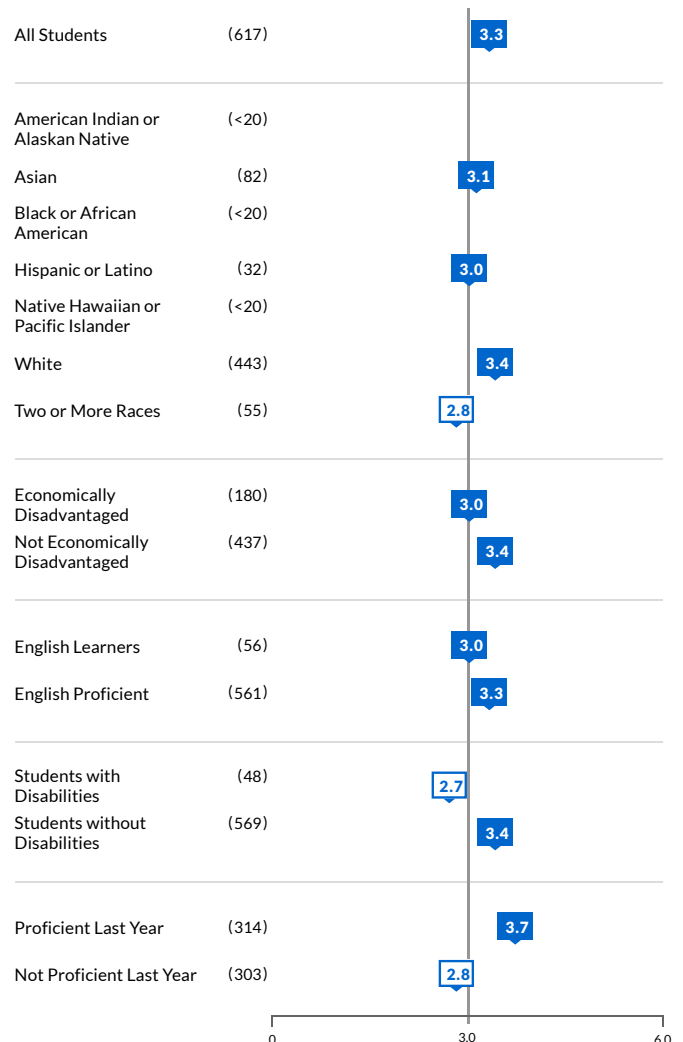 All Students (617) 3.3
American Indian or (<20)
Alaskan Native
Asian (82) 3.1
Black or African (<20)
American
Hispanic or Latino (32) 3.0
Native Hawaiian or (<20)
Pacific Islander
White (443) 3.4
Two or More Races (55) 2.8
Economically (180) 3.0
Disadvantaged
Not Economically (437) 3.4
Disadvantaged
English Learners (56) 3.0
English Proficient (561) 3.3
Students with (48) 2.7
Disabilities
Students without (569) 3.4
Disabilities
Proficient Last Year (314) 3.7
Not Proficient Last Year (303) 2.8
0 3.0 6.0